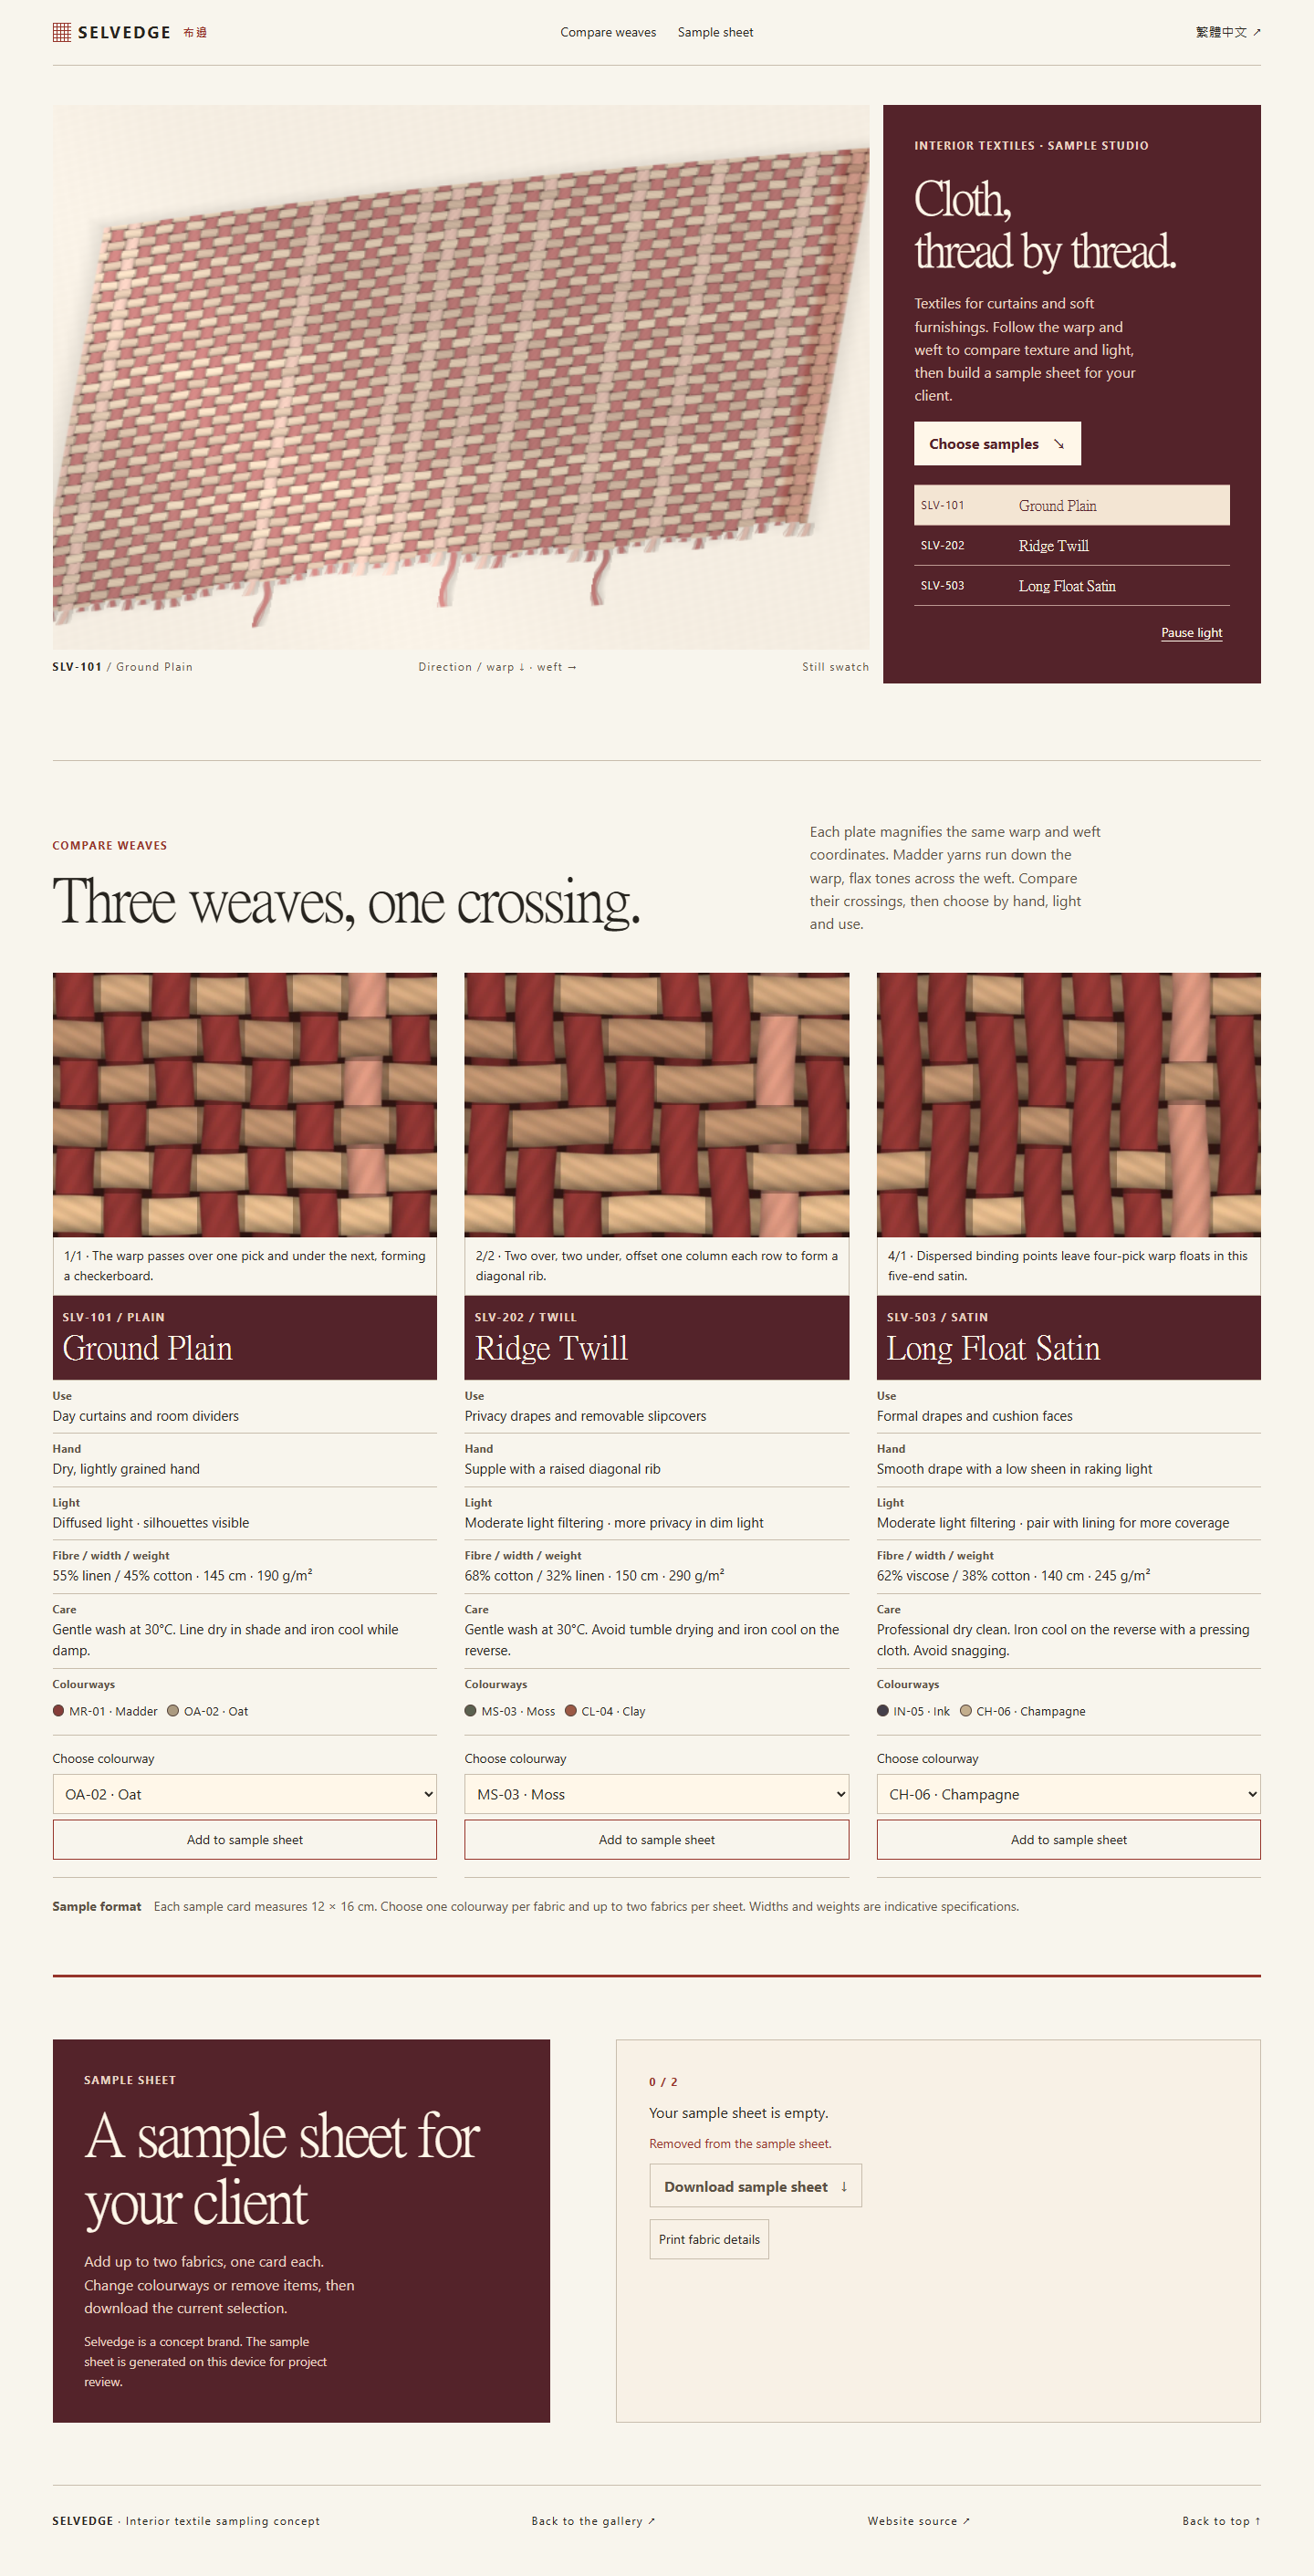 SELVEDGE 布邊
Compare weaves
Sample sheet
繁體中文 ↗
INTERIOR TEXTILES · SAMPLE STUDIO
Cloth,
thread by thread.
Textiles for curtains and soft
furnishings. Follow the warp and
weft to compare texture and light,
then build a sample sheet for your
client.
Choose samples ↘
SLV-101 Ground Plain
SLV-202 Ridge Twill
SLV-503 Long Float Satin
Pause light
SLV-101 / Ground Plain
Direction / warp ↓ · weft →
Still swatch
COMPARE WEAVES
Three weaves, one crossing.
Each plate magnifies the same warp and weft
coordinates. Madder yarns run down the
warp, flax tones across the weft. Compare
their crossings, then choose by hand, light
and use.
1/1 · The warp passes over one pick and under the next, forming
a checkerboard.
SLV-101 / PLAIN
Ground Plain
Use
Day curtains and room dividers
Hand
Dry, lightly grained hand
Light
Diffused light · silhouettes visible
Fibre / width / weight
55% linen / 45% cotton · 145 cm · 190 g/m²
Care
Gentle wash at 30°C. Line dry in shade and iron cool while
damp.
Colourways
MR-01 · Madder OA-02 · Oat
Choose colourway
OA-02 · Oat
Add to sample sheet
2/2 · Two over, two under, offset one column each row to form a
diagonal rib.
SLV-202 / TWILL
Ridge Twill
Use
Privacy drapes and removable slipcovers
Hand
Supple with a raised diagonal rib
Light
Moderate light filtering · more privacy in dim light
Fibre / width / weight
68% cotton / 32% linen · 150 cm · 290 g/m²
Care
Gentle wash at 30°C. Avoid tumble drying and iron cool on the
reverse.
Colourways
MS-03 · Moss CL-04 · Clay
Choose colourway
MS-03 · Moss
Add to sample sheet
4/1 · Dispersed binding points leave four-pick warp floats in this
five-end satin.
SLV-503 / SATIN
Long Float Satin
Use
Formal drapes and cushion faces
Hand
Smooth drape with a low sheen in raking light
Light
Moderate light filtering · pair with lining for more coverage
Fibre / width / weight
62% viscose / 38% cotton · 140 cm · 245 g/m²
Care
Professional dry clean. Iron cool on the reverse with a pressing
cloth. Avoid snagging.
Colourways
IN-05 · Ink CH-06 · Champagne
Choose colourway
CH-06 · Champagne
Add to sample sheet
Sample format Each sample card measures 12 × 16 cm. Choose one colourway per fabric and up to two fabrics per sheet. Widths and weights are indicative specifications.
SAMPLE SHEET
A sample sheet for
your client
Add up to two fabrics, one card each.
Change colourways or remove items, then
download the current selection.
Selvedge is a concept brand. The sample
sheet is generated on this device for project
review.
0 / 2
Your sample sheet is empty.
Removed from the sample sheet.
Download sample sheet ↓
Print fabric details
SELVEDGE · Interior textile sampling concept
Back to the gallery ↗
Website source ↗
Back to top ↑